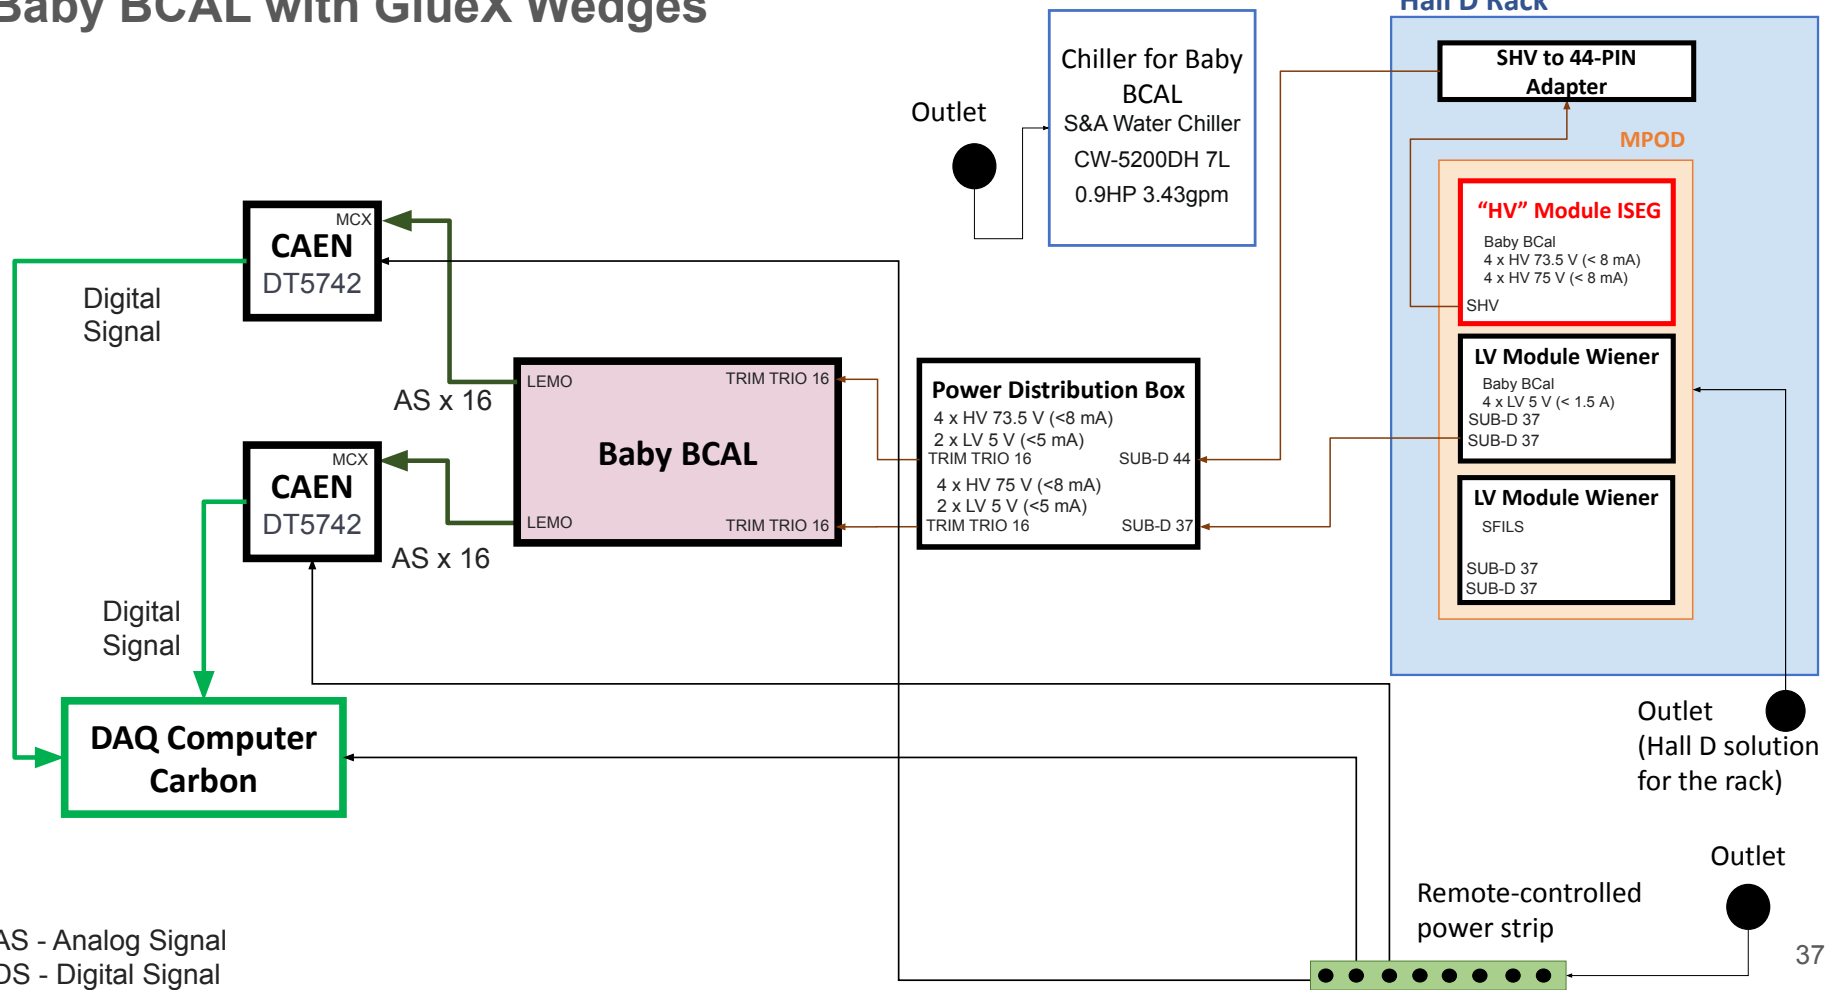 Baby BCAL with GlueX Wedges
Hall D Rack
Chiller for Baby
BCAL
S&A Water Chiller
CW-5200DH 7L
0.9HP 3.43gpm
Outlet
SHV to 44-PIN
Adapter
MPOD
"HV" Module ISEG
Baby BCal
4 x HV 73.5 V (< 8 mA)
4 x HV 75 V (< 8 mA)
SHV
LV Module Wiener
Baby BCal
4 x LV 5 V (< 1.5 A)
SUB-D 37
SUB-D 37
LV Module Wiener
SFILS
SUB-D 37
SUB-D 37
MCX
CAEN
DT5742
Digital
Signal
AS x 16
LEMO
TRIM TRIO 16
Baby BCAL
LEMO
TRIM TRIO 16
Power Distribution Box
4 x HV 73.5 V (<8 mA)
2 x LV 5 V (<5 mA)
TRIM TRIO 16
SUB-D 44
4 x HV 75 V (<8 mA)
2 x LV 5 V (<5 mA)
TRIM TRIO 16
SUB-D 37
MCX
CAEN
DT5742
AS x 16
Digital
Signal
DAQ Computer
Carbon
Outlet
(Hall D solution
for the rack)
Outlet
Remote-controlled
power strip
AS - Analog Signal
DS - Digital Signal
37